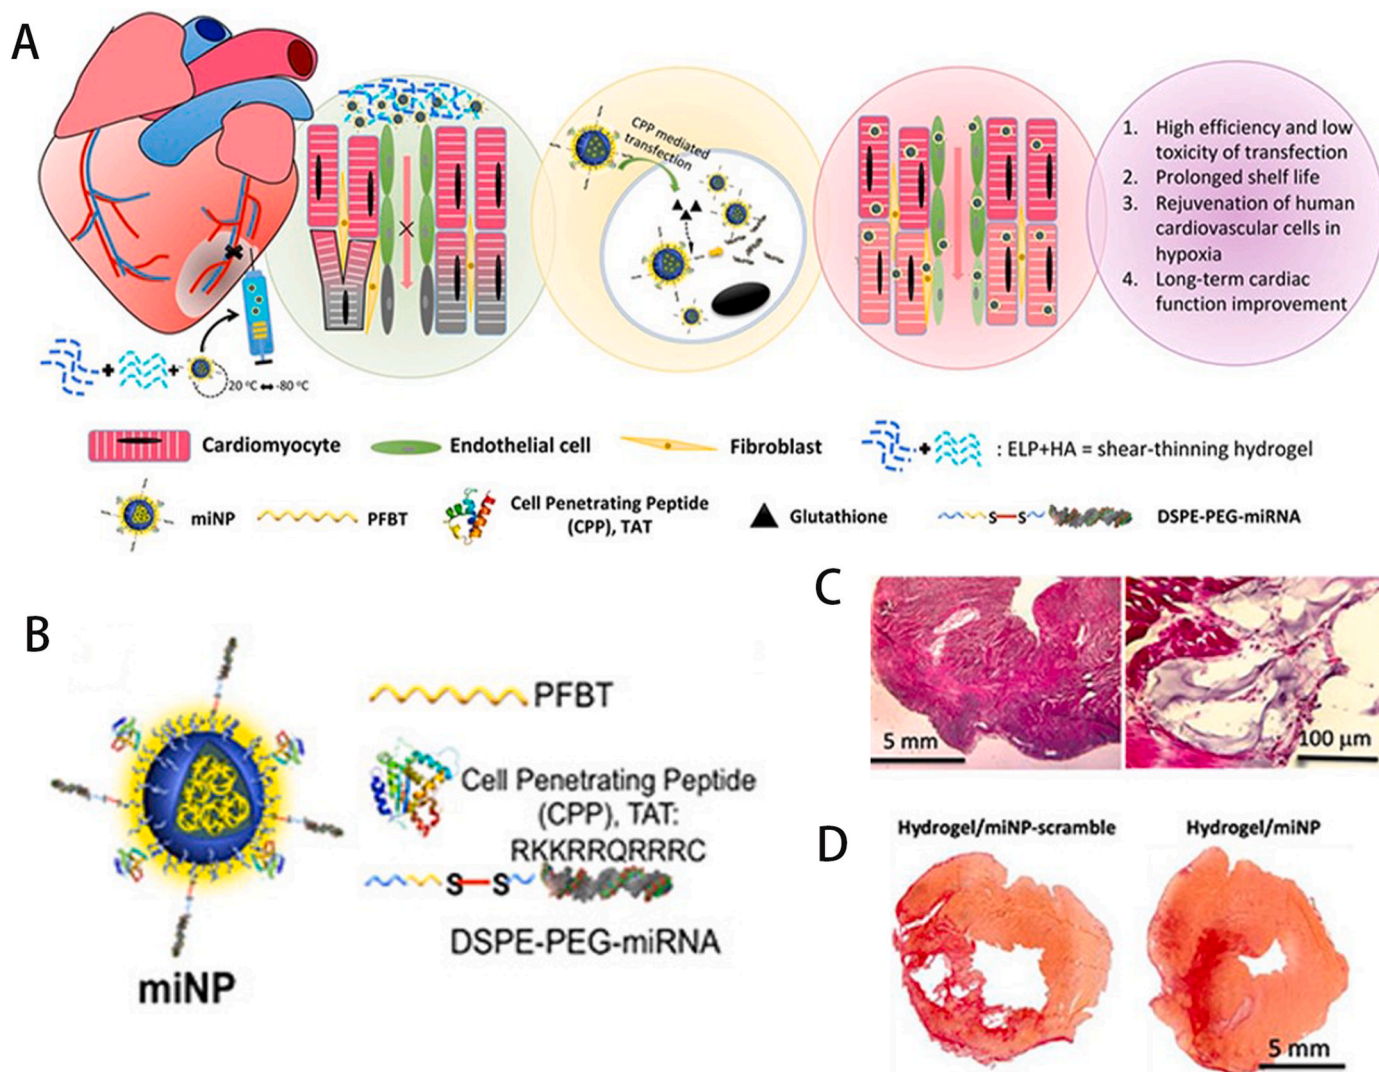 A
CPP mediated
transfection
1. High efficiency and low
toxicity of transfection
2. Prolonged shelf life
3. Rejuvenation of human
cardiovascular cells in
hypoxia
4. Long-term cardiac
function improvement
20 °C ⬌ -80 °C
Cardiomyocyte
Endothelial cell
Fibroblast
: ELP+HA = shear-thinning hydrogel
miNP
PFBT
Cell Penetrating Peptide
(CPP), TAT
Glutathione
S S
DSPE-PEG-miRNA
B
PFBT
Cell Penetrating Peptide
(CPP), TAT:
RKKRRQRRRC
S S
DSPE-PEG-miRNA
miNP
C
5 mm
100 µm
D
Hydrogel/miNP-scramble
Hydrogel/miNP
5 mm